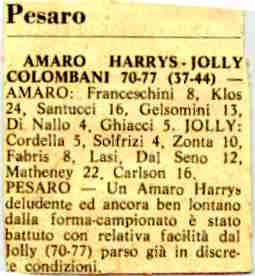 Pesaro
AMARO HARRYS - JOLLY
COLOMBANI 70-77 (37-44) —
AMARO: Franceschini 8, Klos
24, Santucci 16, Gelsomini 13,
Di Nallo 4, Ghiacci 5. JOLLY:
Cordella 5, Solfrizi 4, Zonta 10,
Fabris 8, Lasi, Dal Seno 12,
Matheney 22, Carlson 16.
PESARO — Un Amaro Harrys
deludente ed ancora ben lontano
dalla forma-campionato è stato
battuto con relativa facilità dal
Jolly (70-77) parso già in discre-
te condizioni.